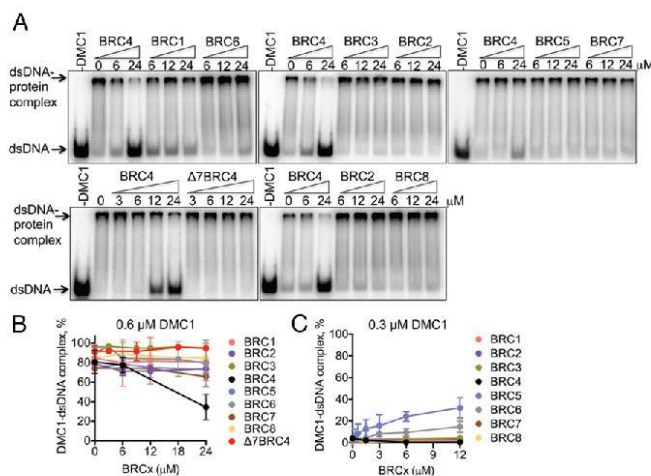 A
-DMC1 BRC4 BRC1 BRC6
0 6 24 6 12 24 6 12 24
dsDNA-
protein
complex
dsDNA
-DMC1 BRC4 BRC3 BRC2
0 6 24 6 12 24 6 12 24
-DMC1 BRC4 BRC5 BRC7
0 6 24 6 12 24 6 12 24 μM
-DMC1 BRC4 Δ7BRC4
0 3 6 12 24 3 6 12 24
dsDNA-
protein
complex
dsDNA
-DMC1 BRC4 BRC2 BRC8
0 6 24 6 12 24 6 12 24 μM
B
0.6 μM DMC1
DMC1-dsDNA complex, %
100
80
60
40
20
0
0 6 12 18 24
BRCx (μM)
BRC1
BRC2
BRC3
BRC4
BRC5
BRC6
BRC7
BRC8
Δ7BRC4
C
0.3 μM DMC1
DMC1-dsDNA complex, %
100
80
60
40
20
0
0 3 6 9 12
BRCx (μM)
BRC1
BRC2
BRC3
BRC4
BRC5
BRC6
BRC7
BRC8